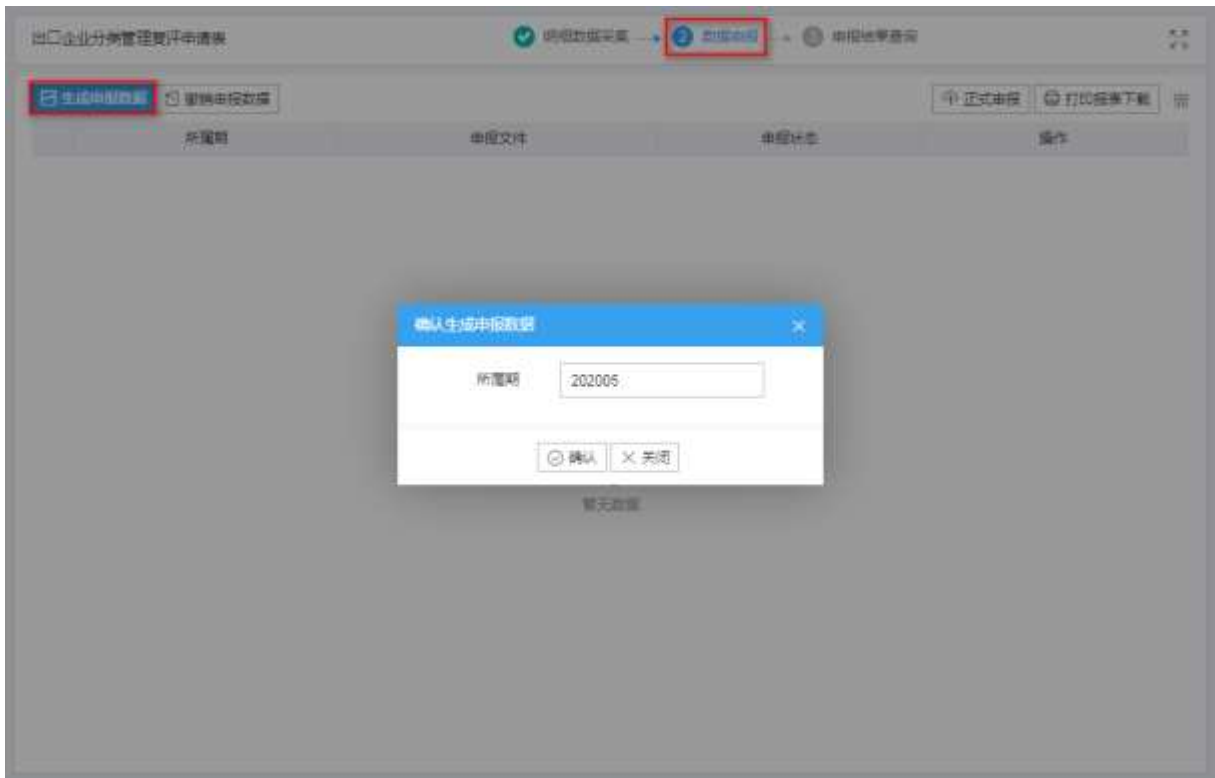 出口企业分类管理复评申请表
明细数据采集
2 数据申报
3 申报结果查询
生成申报数据
撤销申报数据
正式申报
打印报表下载
所属期
申报文件
申报状态
操作
确认生成申报数据
所属期
202005
确认
关闭
暂无数据